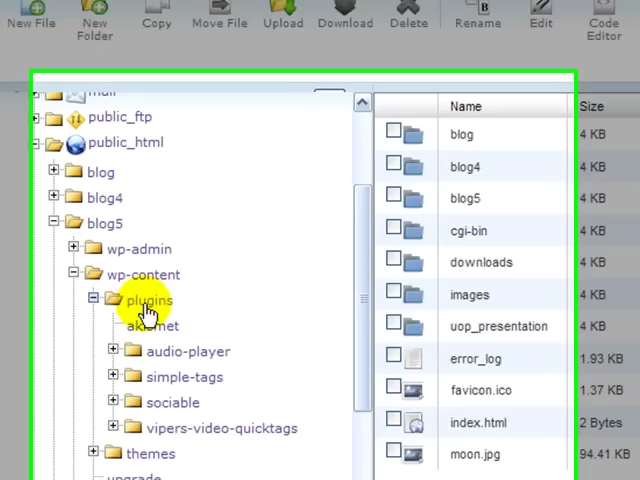 New File
New Folder
Copy
Move File
Upload
Download
Delete
Rename
Edit
Code Editor
mail
public_ftp
public_html
blog
blog4
blog5
wp-admin
wp-content
plugins
akismet
audio-player
simple-tags
sociable
vipers-video-quicktags
themes
upgrade
Name Size
blog 4 KB
blog4 4 KB
blog5 4 KB
cgi-bin 4 KB
downloads 4 KB
images 4 KB
uop_presentation 4 KB
error_log 1.93 KB
favicon.ico 1.37 KB
index.html 2 Bytes
moon.jpg 94.41 KB